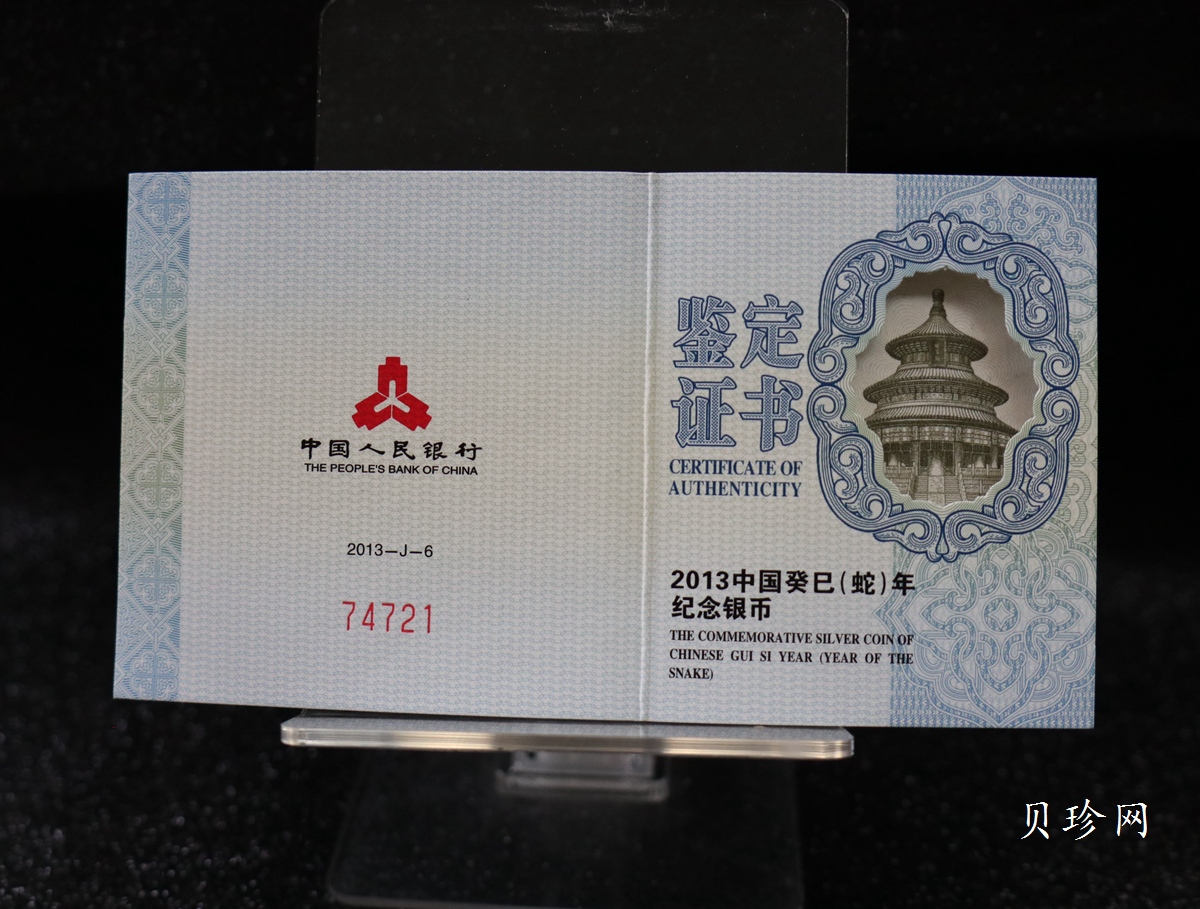 中国人民银行
THE PEOPLE'S BANK OF CHINA
2013—J—6
74721
鉴定
证书
CERTIFICATE OF
AUTHENTICITY
2013中国癸巳(蛇)年
纪念银币
THE COMMEMORATIVE SILVER COIN OF
CHINESE GUI SI YEAR (YEAR OF THE
SNAKE)
贝珍网